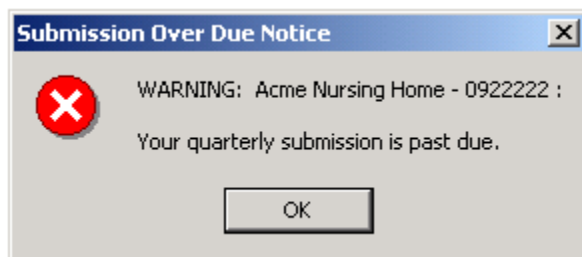 Submission Over Due Notice
WARNING: Acme Nursing Home - 0922222 :
Your quarterly submission is past due.
OK